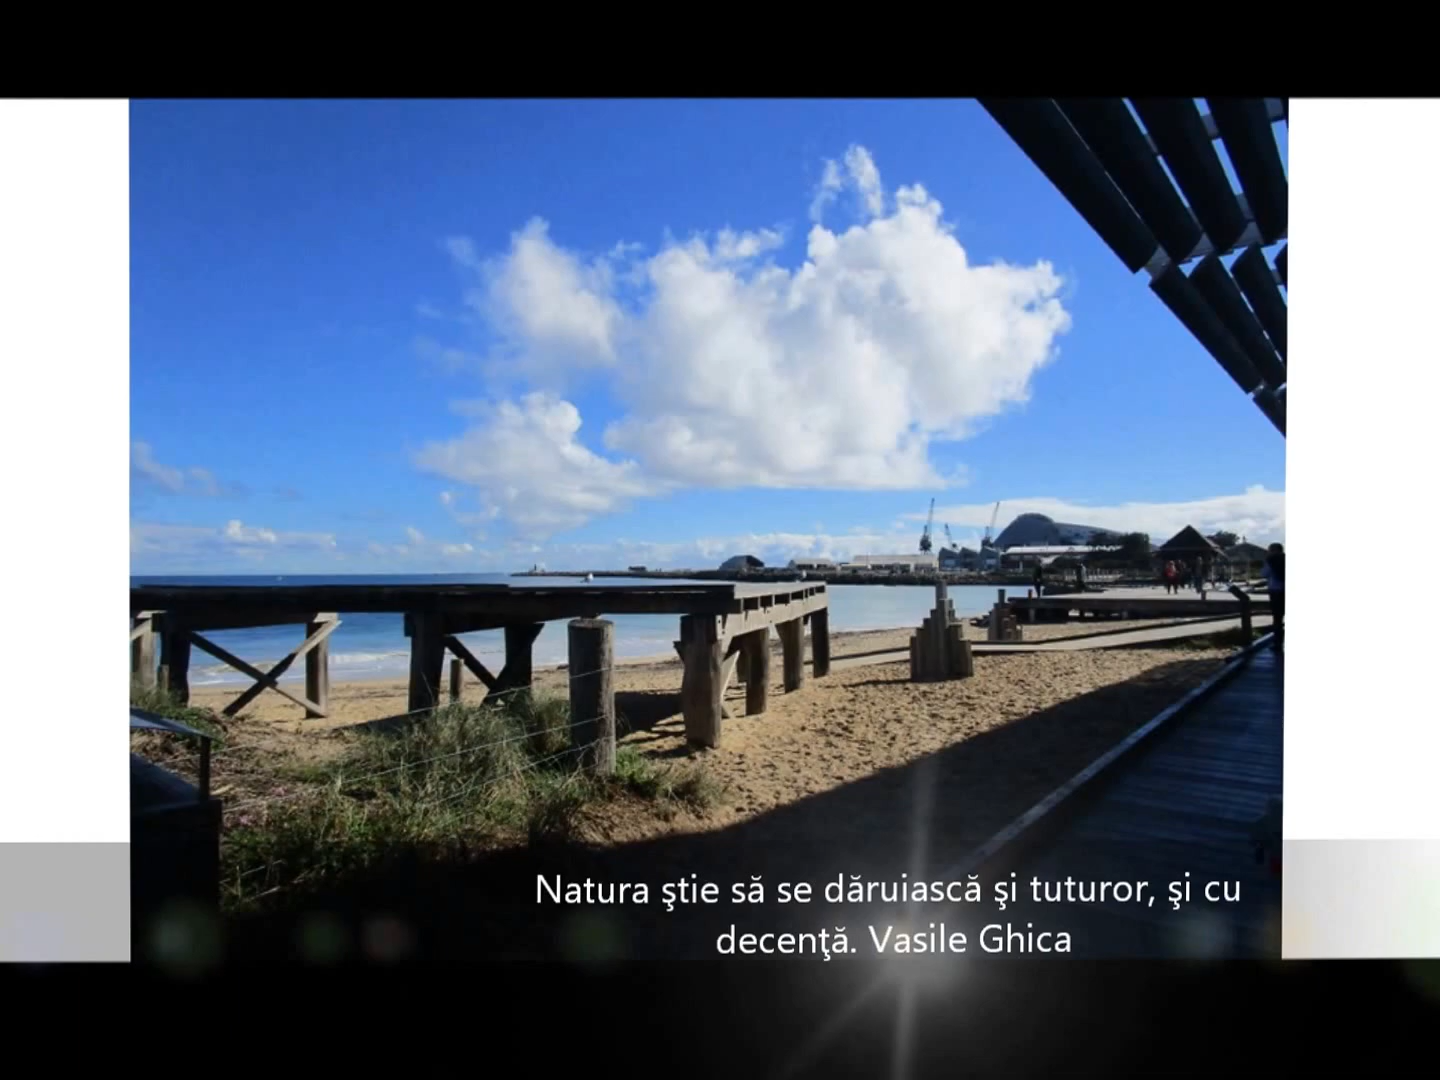 Natura ştie să se dăruiască şi tuturor, şi cu
decenţă. Vasile Ghica